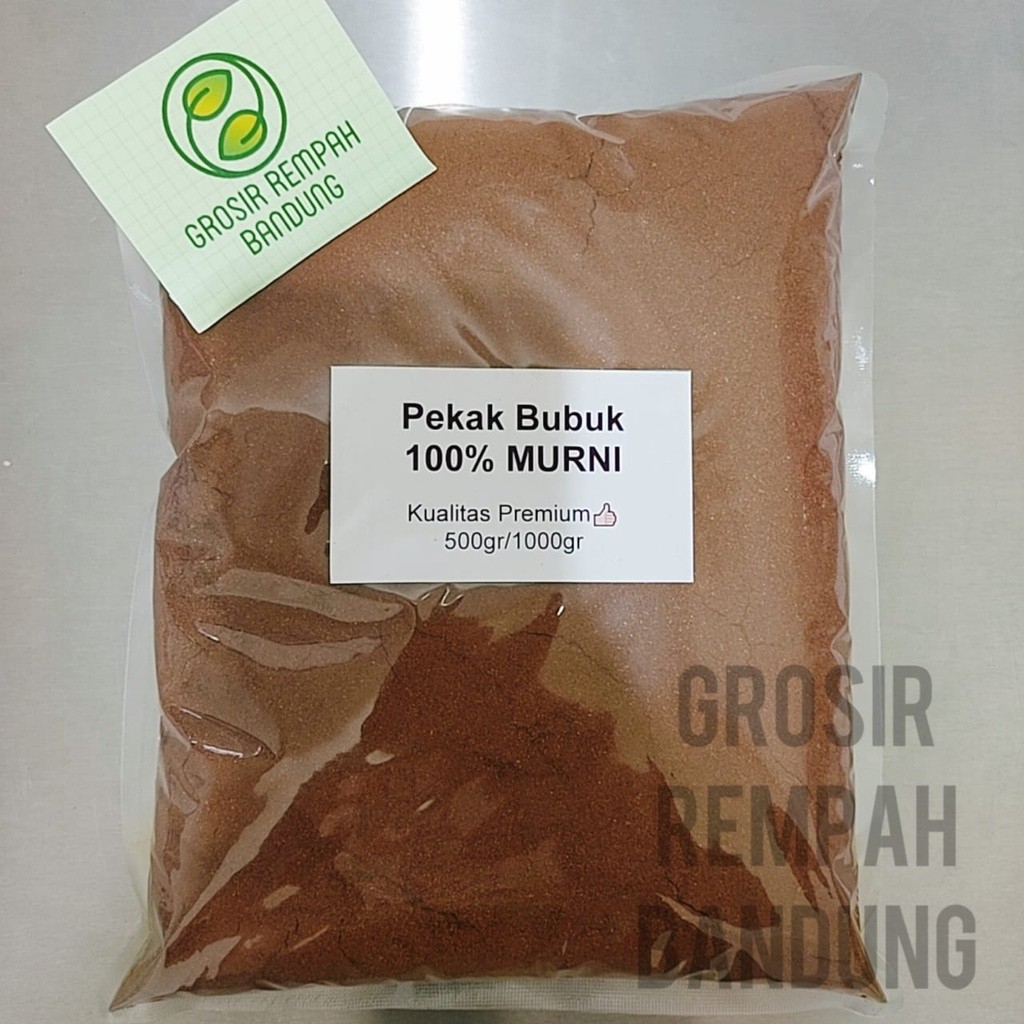 GROSIR REMPAH
BANDUNG
Pekak Bubuk
100% MURNI
Kualitas Premium👍
500gr/1000gr
GROSIR
REMPAH
BANDUNG